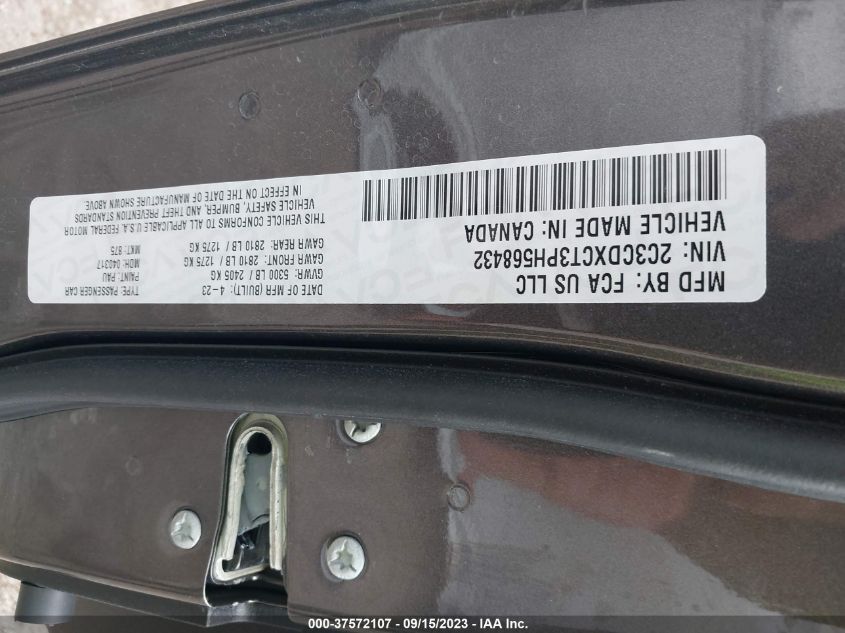 MFD BY: FCA US LLC
VIN: 2C3CDXCT3PH568432
VEHICLE MADE IN: CANADA
DATE OF MFR (BUILT): 4-23
GVWR: 5300 LB / 2405 KG
GAWR FRONT: 2810 LB / 1275 KG
GAWR REAR: 2810 LB / 1275 KG
TYPE: PASSENGER CAR
PAINT: PAU
MDH: 040317
MKT: 875
THIS VEHICLE CONFORMS TO ALL APPLICABLE U.S.A. FEDERAL MOTOR
VEHICLE SAFETY, BUMPER, AND THEFT PREVENTION STANDARDS
IN EFFECT ON THE DATE OF MANUFACTURE SHOWN ABOVE
000-37572107 - 09/15/2023 - IAA Inc.